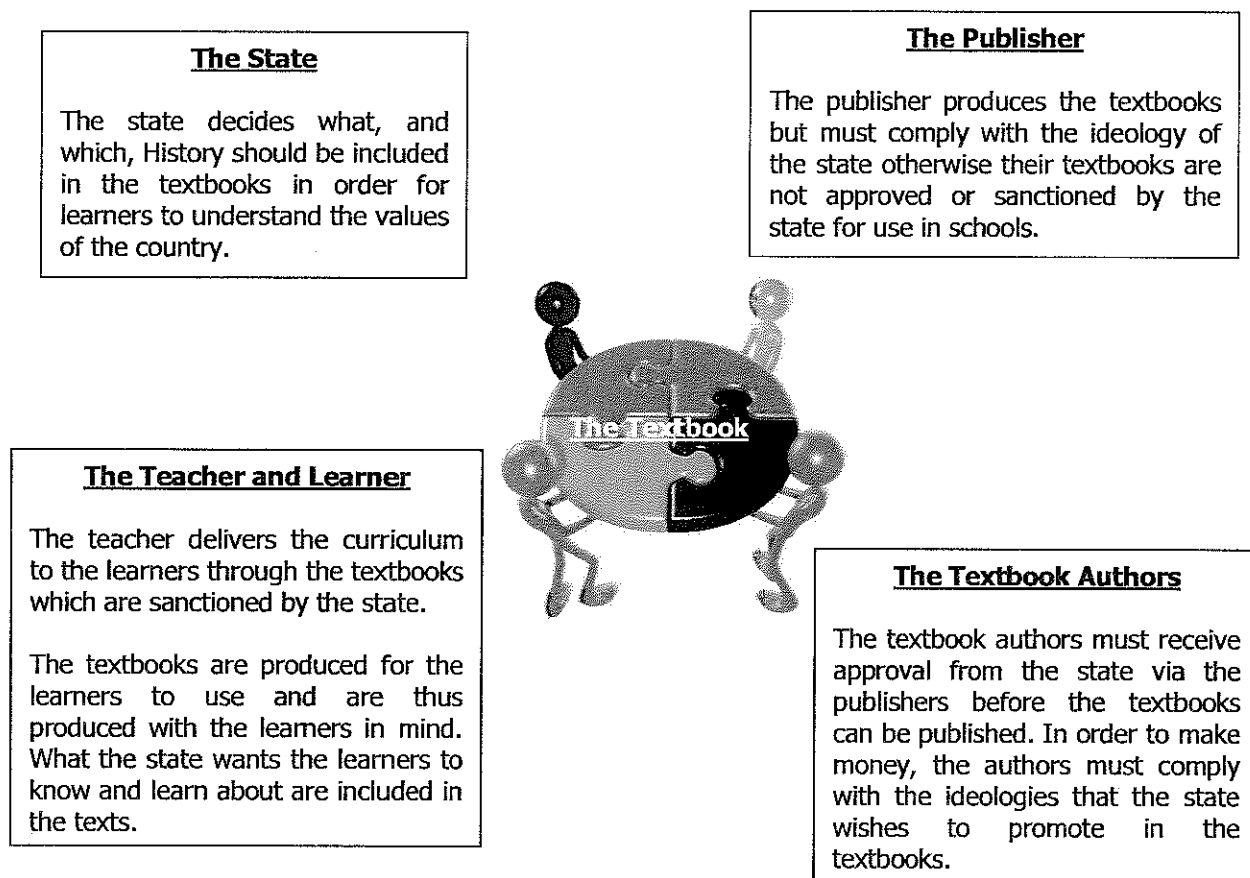 The State
The state decides what, and
which, History should be included
in the textbooks in order for
learners to understand the values
of the country.
The Publisher
The publisher produces the textbooks
but must comply with the ideology of
the state otherwise their textbooks are
not approved or sanctioned by the
state for use in schools.
The Textbook
The Teacher and Learner
The teacher delivers the curriculum
to the learners through the textbooks
which are sanctioned by the state.
The textbooks are produced for the
learners to use and are thus
produced with the learners in mind.
What the state wants the learners to
know and learn about are included in
the texts.
The Textbook Authors
The textbook authors must receive
approval from the state via the
publishers before the textbooks
can be published. In order to make
money, the authors must comply
with the ideologies that the state
wishes to promote in the
textbooks.